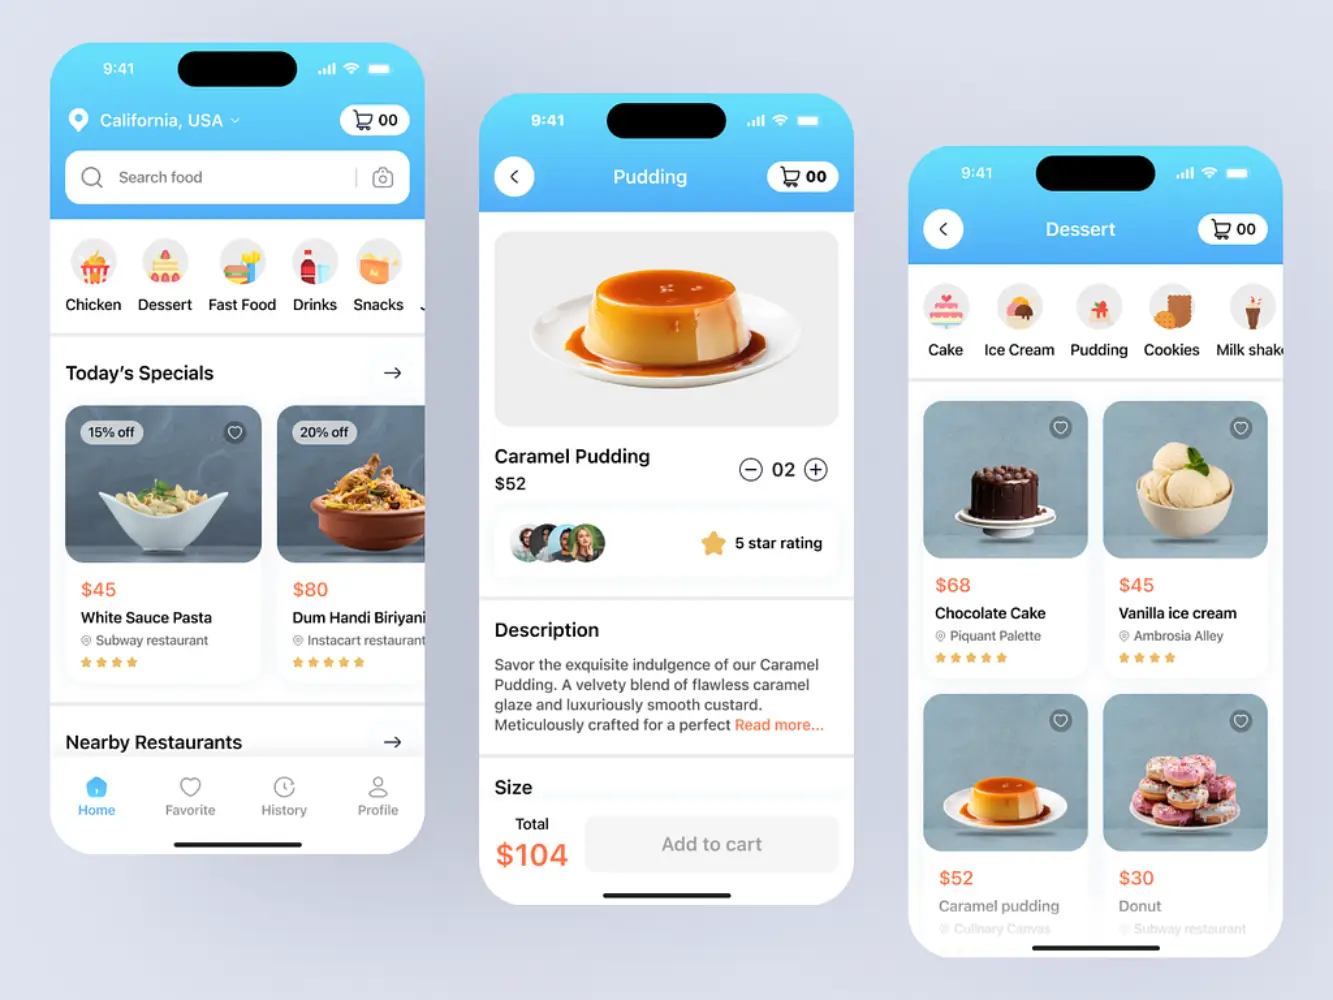 9:41
California, USA
00
Search food
Chicken
Dessert
Fast Food
Drinks
Snacks
Today's Specials
15% off
20% off
$45
White Sauce Pasta
Subway restaurant
$80
Dum Handi Biriyani
Instacart restaurant
Nearby Restaurants
Home
Favorite
History
Profile
9:41
Pudding
00
Caramel Pudding
$52
02
5 star rating
Description
Savor the exquisite indulgence of our Caramel
Pudding. A velvety blend of flawless caramel
glaze and luxuriously smooth custard.
Meticulously crafted for a perfect Read more...
Size
Total
$104
Add to cart
9:41
Dessert
00
Cake
Ice Cream
Pudding
Cookies
Milk shake
$68
Chocolate Cake
Piquant Palette
$45
Vanilla ice cream
Ambrosia Alley
$52
Caramel pudding
Culinary Canvas
$30
Donut
Subway restaurant